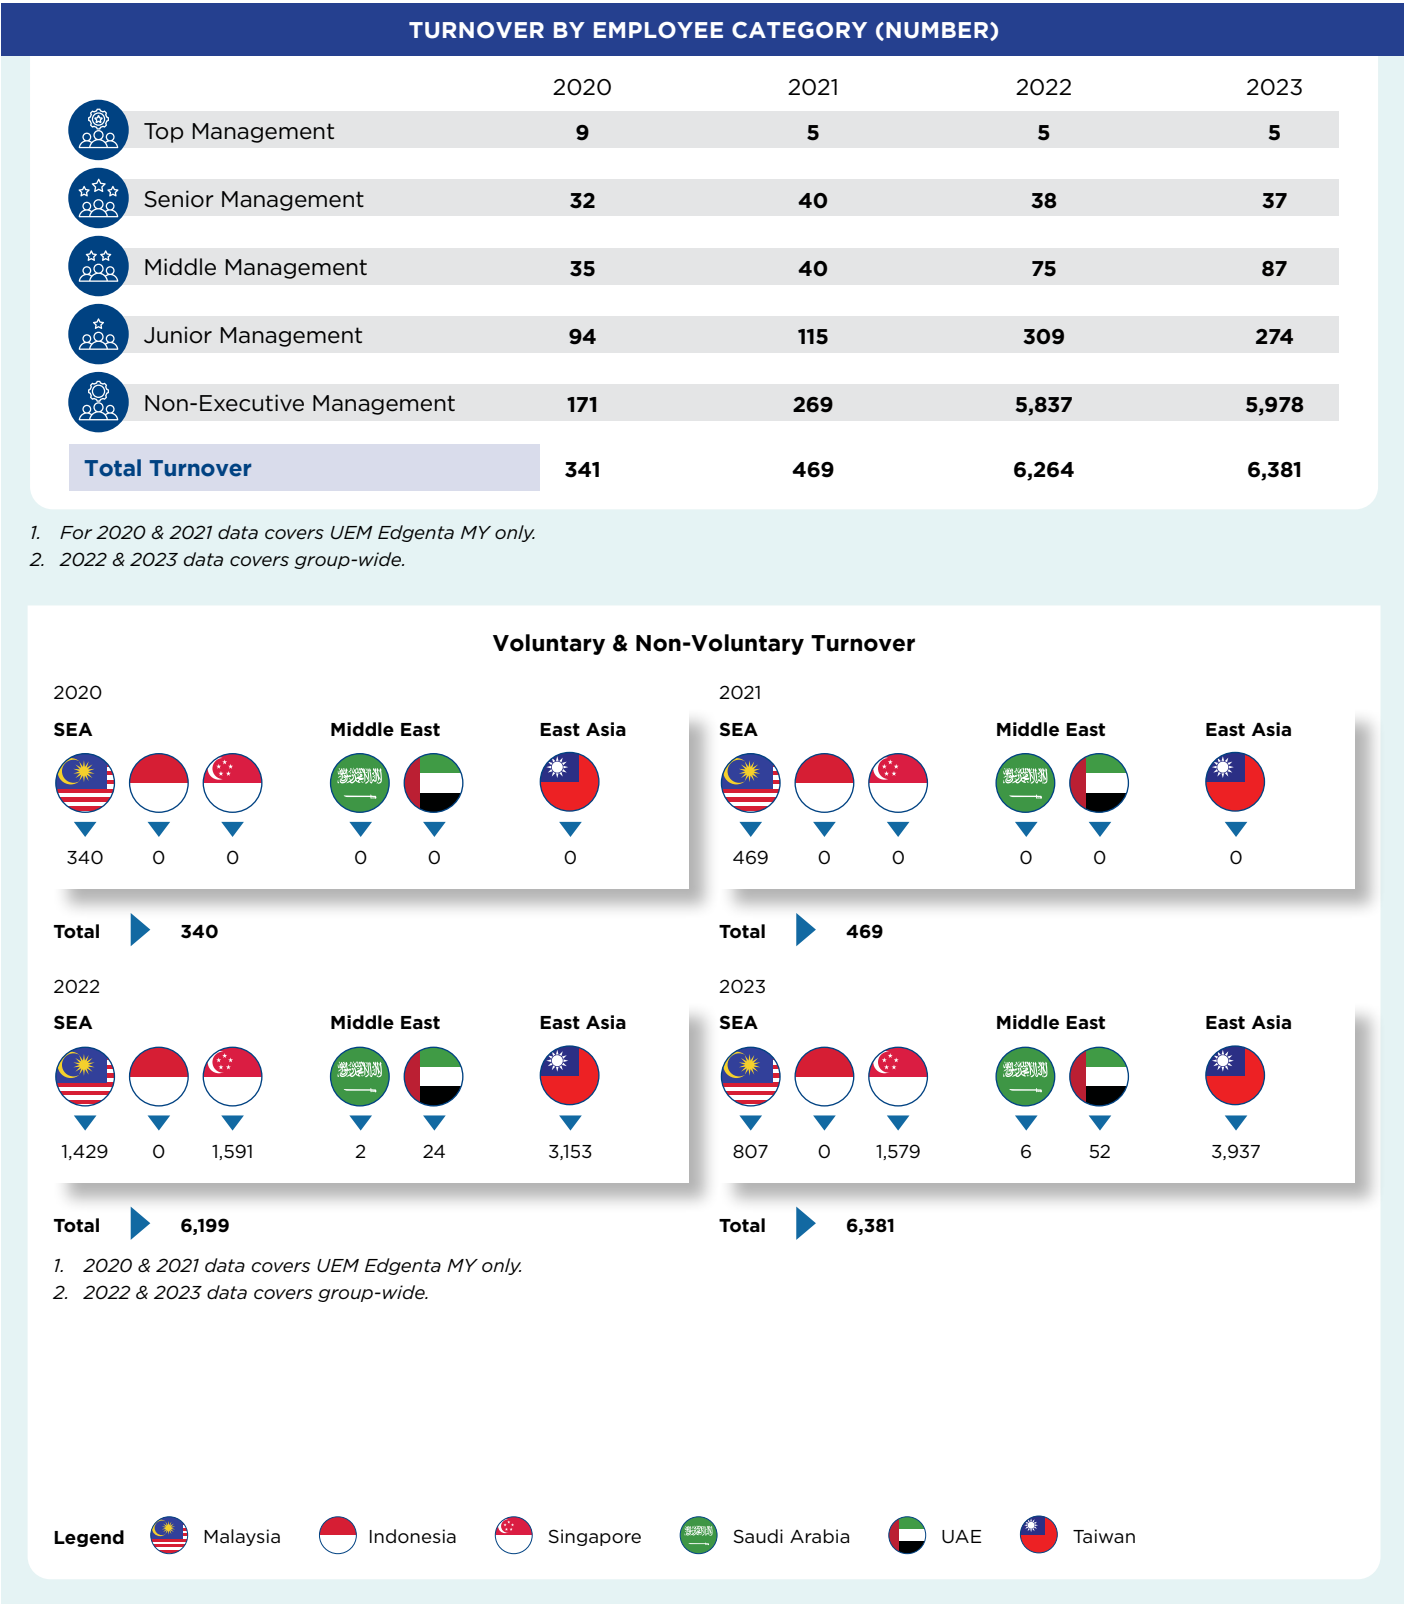 TURNOVER BY EMPLOYEE CATEGORY (NUMBER)
2020 2021 2022 2023
Top Management 9 5 5 5
Senior Management 32 40 38 37
Middle Management 35 40 75 87
Junior Management 94 115 309 274
Non-Executive Management 171 269 5,837 5,978
Total Turnover 341 469 6,264 6,381
1. For 2020 & 2021 data covers UEM Edgenta MY only.
2. 2022 & 2023 data covers group-wide.
Voluntary & Non-Voluntary Turnover
2020
SEA Middle East East Asia
340 0 0 0 0 0
Total 340
2021
SEA Middle East East Asia
469 0 0 0 0 0
Total 469
2022
SEA Middle East East Asia
1,429 0 1,591 2 24 3,153
Total 6,199
2023
SEA Middle East East Asia
807 0 1,579 6 52 3,937
Total 6,381
1. 2020 & 2021 data covers UEM Edgenta MY only.
2. 2022 & 2023 data covers group-wide.
Legend Malaysia Indonesia Singapore Saudi Arabia UAE Taiwan